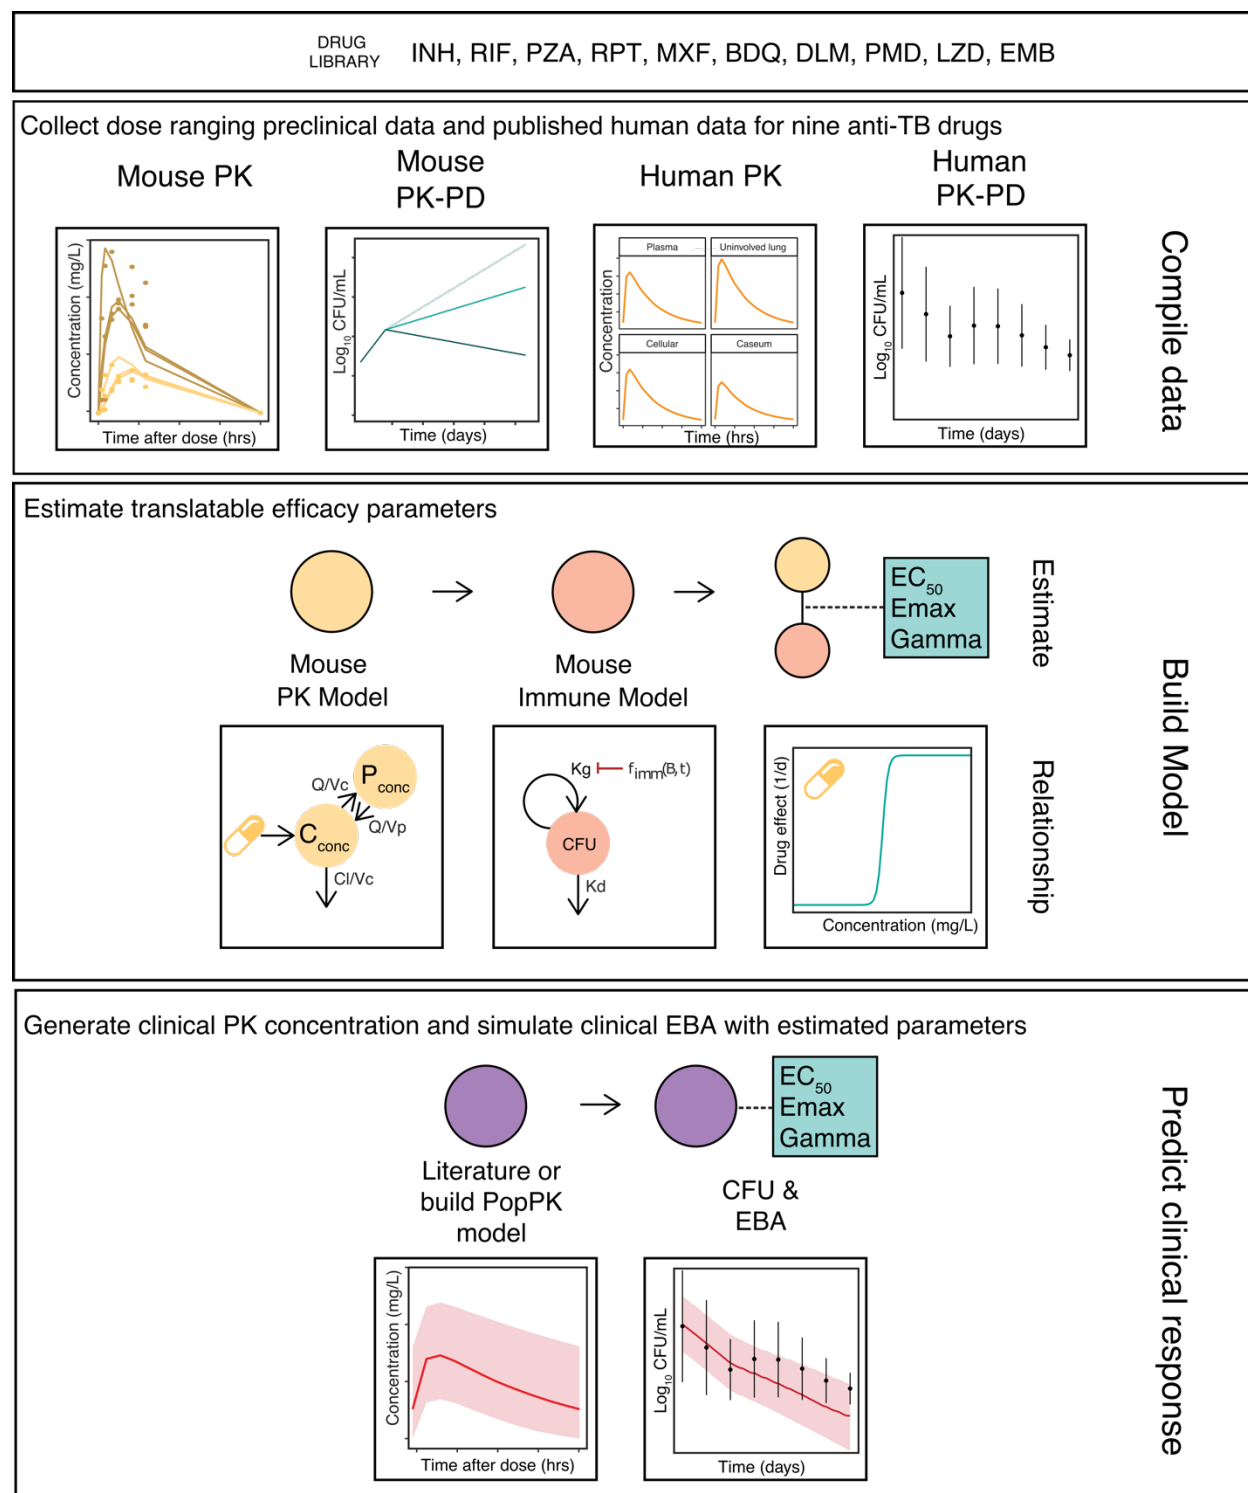 DRUG
LIBRARY
INH, RIF, PZA, RPT, MXF, BDQ, DLM, PMD, LZD, EMB
Collect dose ranging preclinical data and published human data for nine anti-TB drugs
Mouse PK
Mouse
PK-PD
Human PK
Human
PK-PD
Concentration (mg/L)
Time after dose (hrs)
Log10 CFU/mL
Time (days)
Plasma
Uninvolved lung
Cellular
Caseum
Concentration
Time (hrs)
Log10 CFU/mL
Time (days)
Compile data
Estimate translatable efficacy parameters
Mouse
PK Model
Mouse
Immune Model
EC50
Emax
Gamma
Estimate
Pconc
Q/Vc
Q/Vp
Cconc
Cl/Vc
Kg
fimm(B,t)
CFU
Kd
Drug effect (1/d)
Concentration (mg/L)
Relationship
Build Model
Generate clinical PK concentration and simulate clinical EBA with estimated parameters
EC50
Emax
Gamma
Literature or
build PopPK
model
CFU &
EBA
Concentration (mg/L)
Time after dose (hrs)
Log10 CFU/mL
Time (days)
Predict clinical response